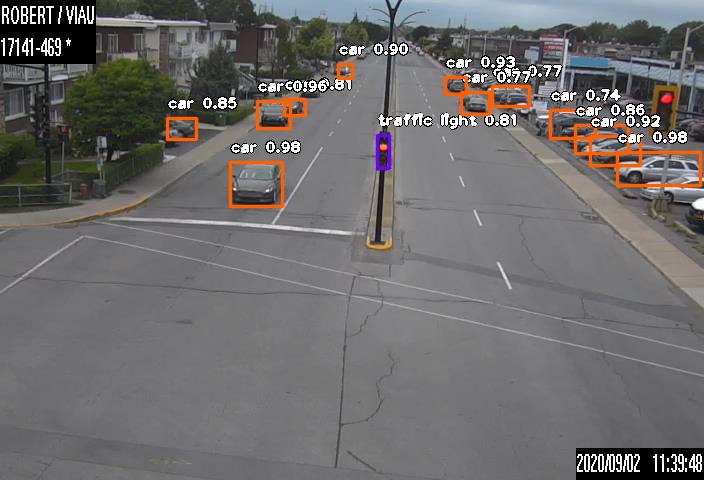 ROBERT / VIAU
17141-469 *
car 0.90
car 0.93
0.77
0.77
car 0.96
0.81
car 0.85
car 0.74
car 0.86
car 0.92
traffic light 0.81
car 0.98
car 0.98
2020/09/02 11:39:48